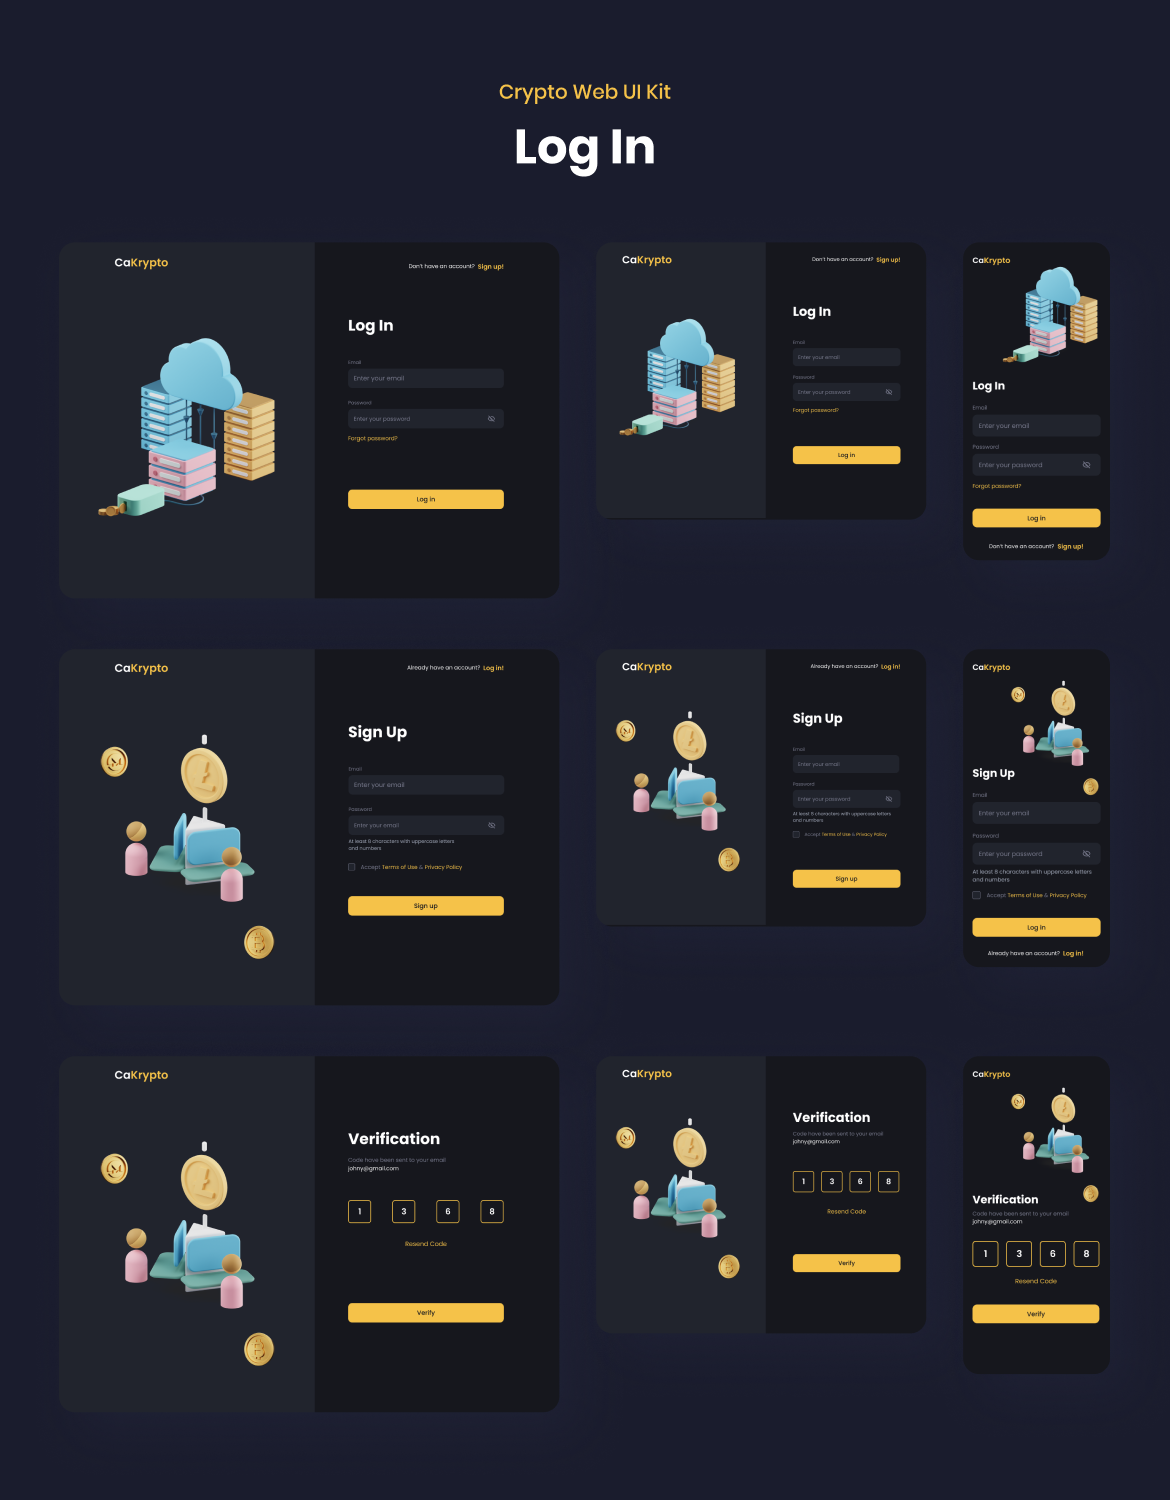 Crypto Web UI Kit
Log In
CaKrypto
Don't have an account? Sign up!
Log In
Email
Enter your email
Password
Enter your password
Forgot password?
Log in
CaKrypto
Don't have an account? Sign up!
Log In
Email
Enter your email
Password
Enter your password
Forgot password?
Log in
CaKrypto
Log In
Email
Enter your email
Password
Enter your password
Forgot password?
Log in
Don't have an account? Sign up!
CaKrypto
Already have an account? Log in!
Sign Up
Email
Enter your email
Password
Enter your email
At least 8 characters with uppercase letters
and numbers
Accept Terms of Use & Privacy Policy
Sign up
CaKrypto
Already have an account? Log in!
Sign Up
Email
Enter your email
Password
Enter your password
At least 8 characters with uppercase letters
and numbers
Accept Terms of Use & Privacy Policy
Sign up
CaKrypto
Sign Up
Email
Enter your email
Password
Enter your password
At least 8 characters with uppercase letters
and numbers
Accept Terms of Use & Privacy Policy
Log in
Already have an account? Log in!
CaKrypto
Verification
Code have been sent to your email
johny@gmail.com
1 3 6 8
Resend Code
Verify
CaKrypto
Verification
Code have been sent to your email
johny@gmail.com
1 3 6 8
Resend Code
Verify
CaKrypto
Verification
Code have been sent to your email
johny@gmail.com
1 3 6 8
Resend Code
Verify